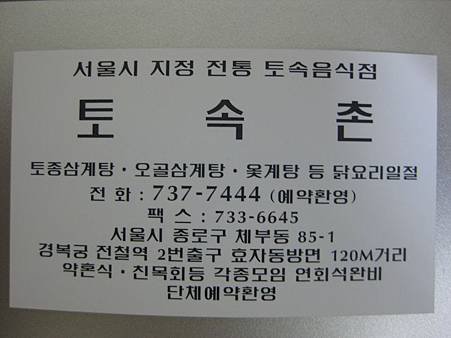 서울시 지정 전통 토속음식점
토 속 촌
토종삼계탕 · 오골삼계탕 · 옻계탕 등 닭요리일절
전 화 : 737-7444 (예약환영)
팩 스 : 733-6645
서울시 종로구 체부동 85-1
경복궁 전철역 2번출구 효자동방면 120M거리
약혼식 · 친목회등 각종모임 연회석완비
단체예약환영